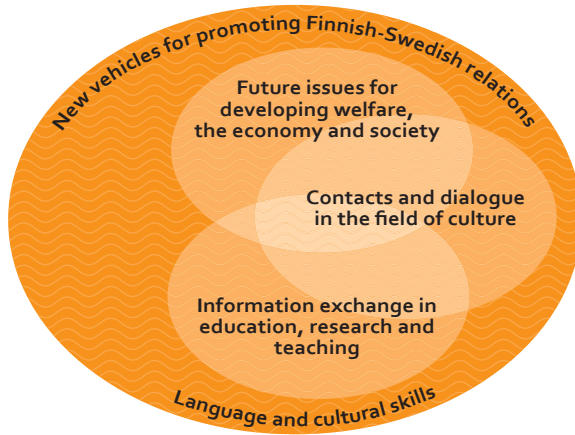 New vehicles for promoting Finnish-Swedish relations
Future issues for
developing welfare,
the economy and society
Contacts and dialogue
in the field of culture
Information exchange in
education, research and
teaching
Language and cultural skills